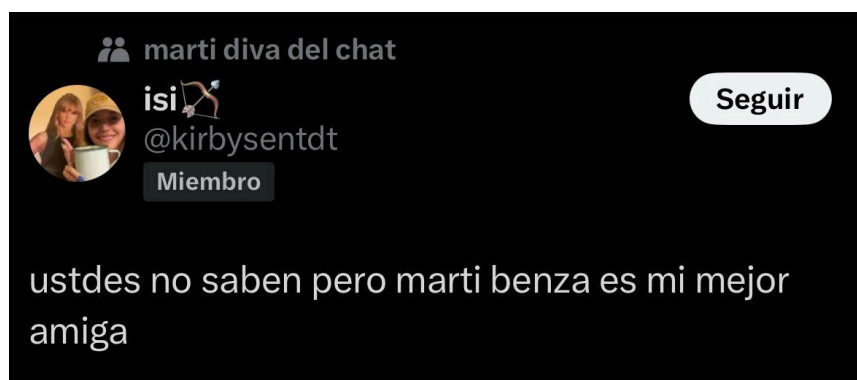 marti diva del chat
isi🏹
@kirbysentdt
Miembro
Seguir
ustdes no saben pero marti benza es mi mejor
amiga